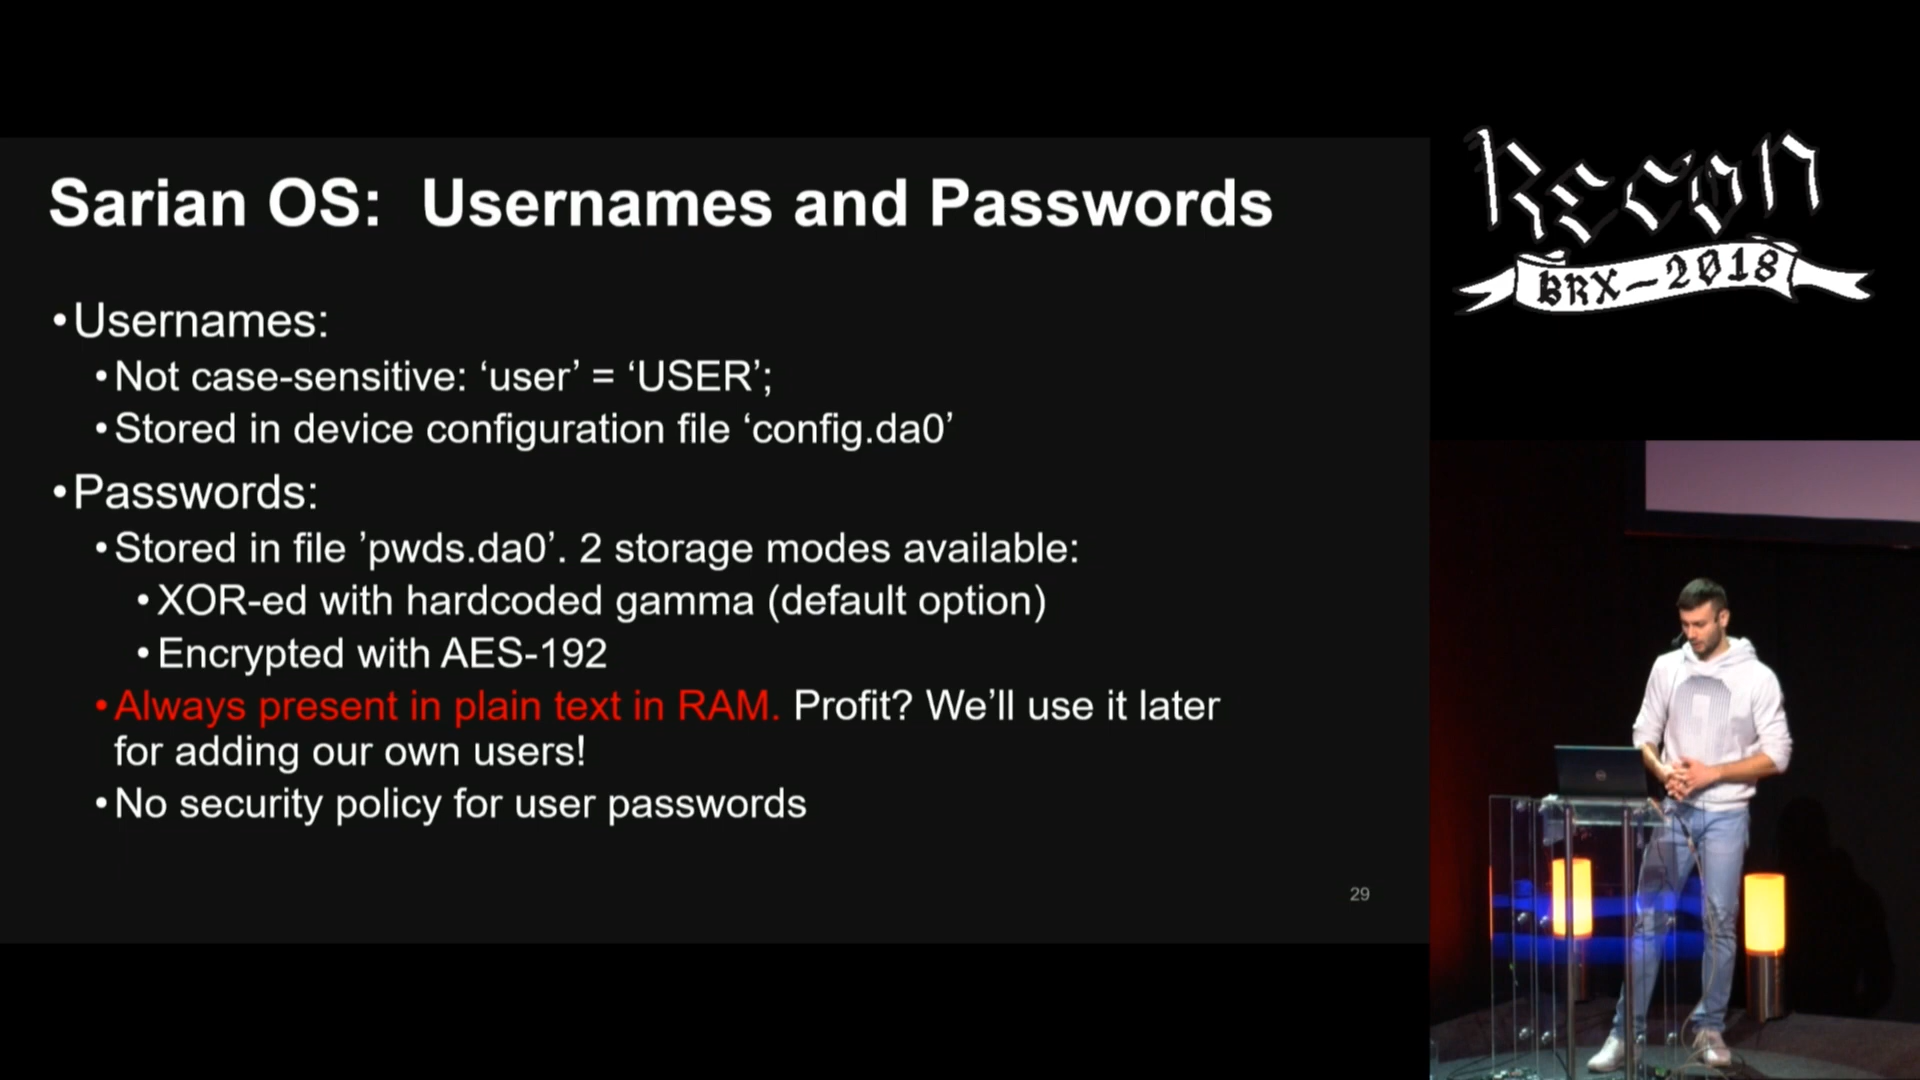 Sarian OS: Usernames and Passwords
•Usernames:
•Not case-sensitive: ‘user’ = ‘USER’;
•Stored in device configuration file ‘config.da0’
•Passwords:
•Stored in file ’pwds.da0’. 2 storage modes available:
•XOR-ed with hardcoded gamma (default option)
•Encrypted with AES-192
•Always present in plain text in RAM. Profit? We’ll use it later
for adding our own users!
•No security policy for user passwords
29
Recon
BRX-2018